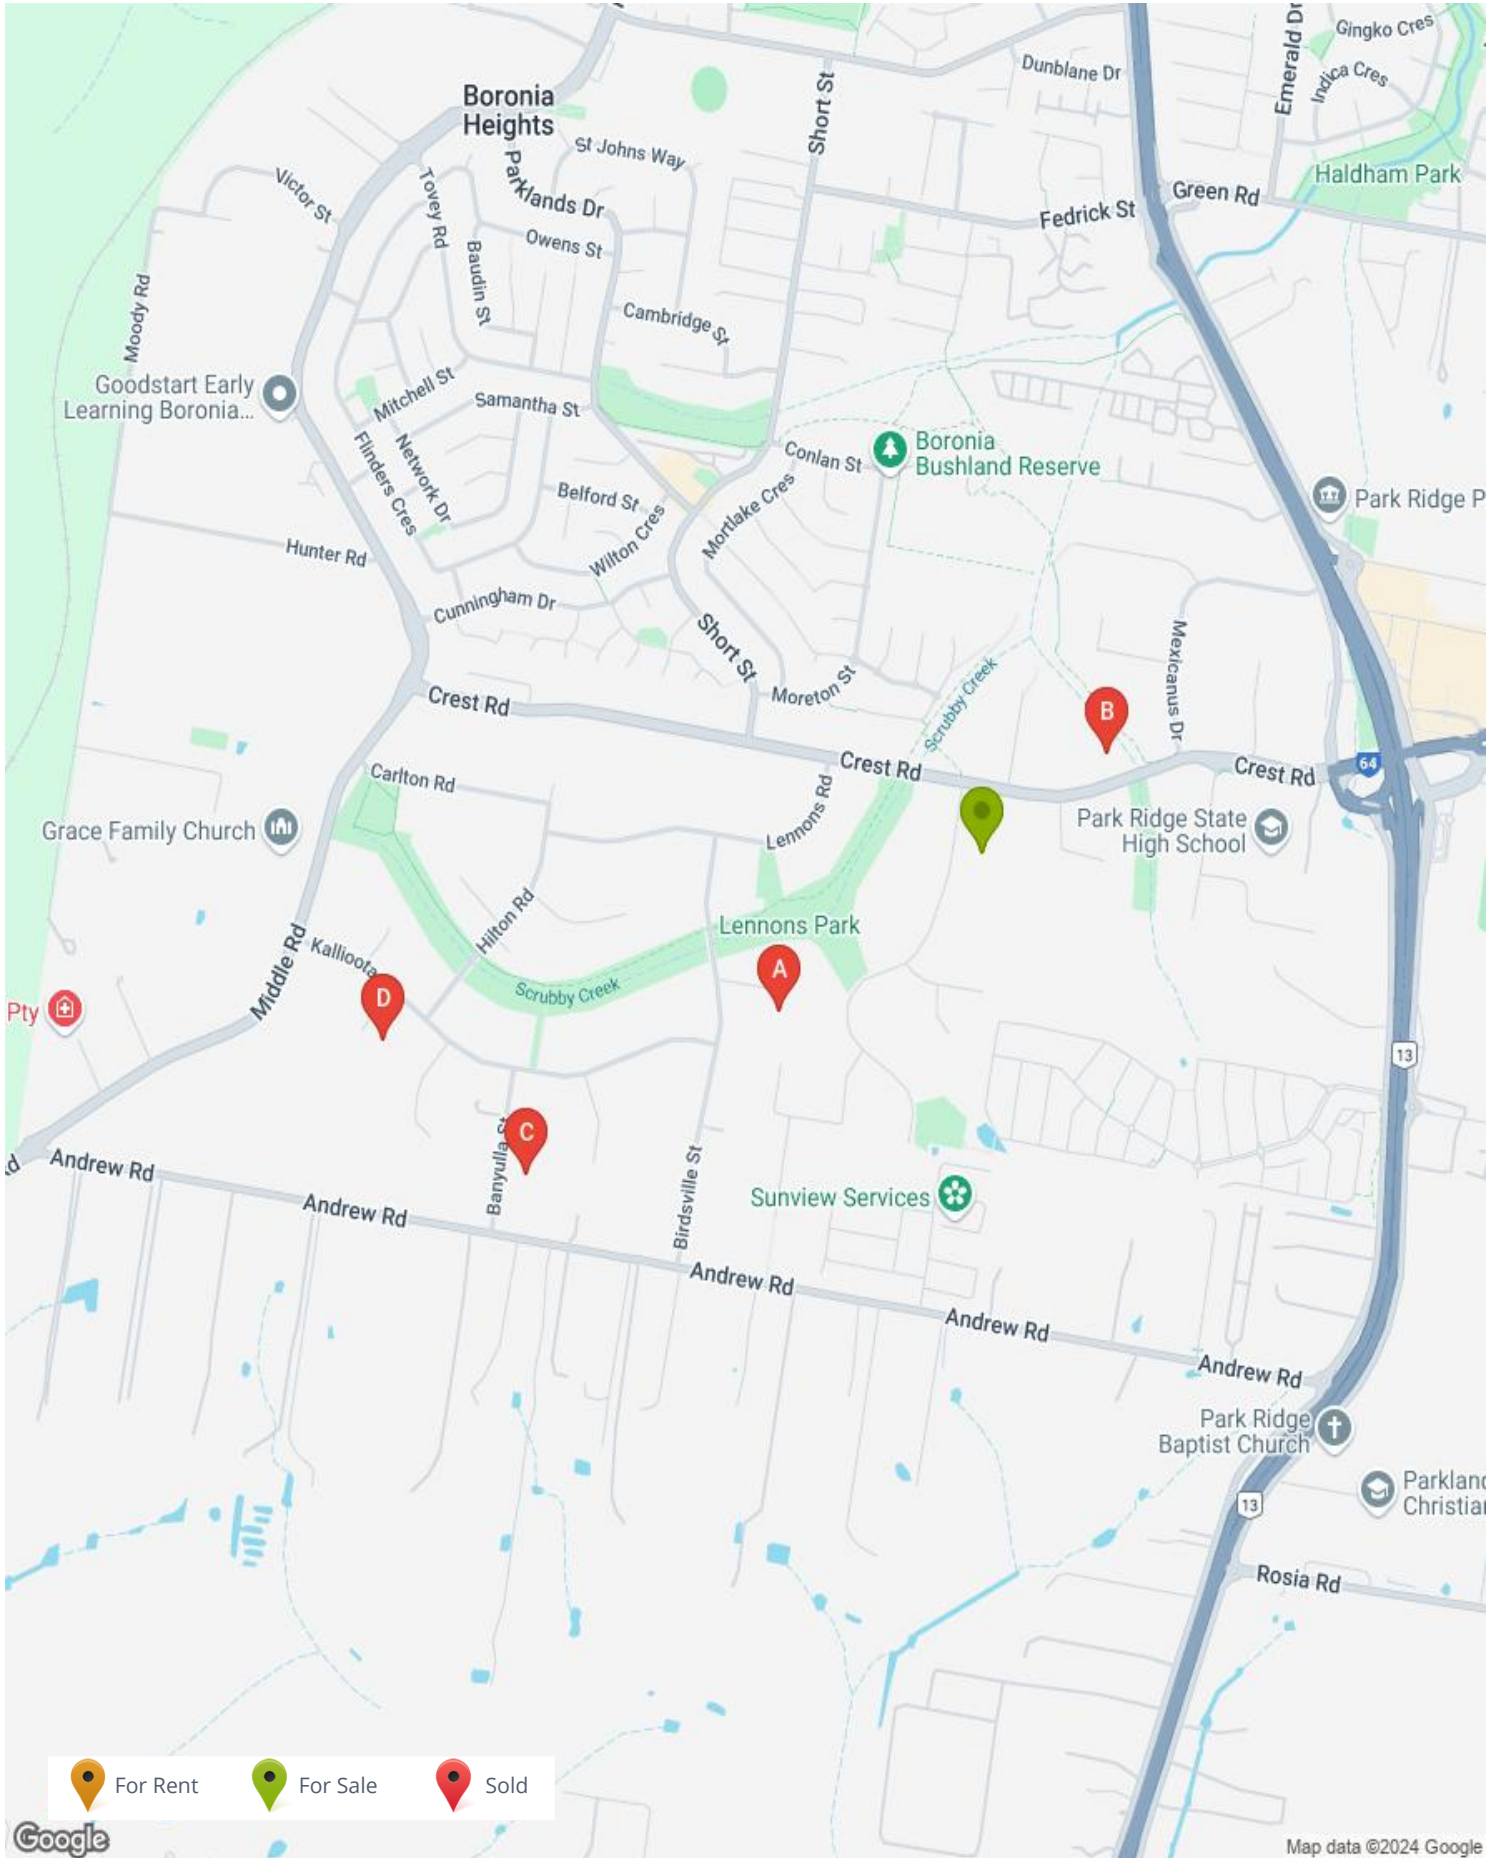 Gingko Cres
Emerald Dr
Indica Cres
Dunblane Dr
Boronia
Heights
Short St
St Johns Way
Haldham Park
Victor St
Tovey Rd
Parklands Dr
Green Rd
Fedrick St
Owens St
Baudin St
Moody Rd
Cambridge St
Goodstart Early
Learning Boronia...
Mitchell St
Samantha St
Flinders Cres
Network Dr
Conlan St
Boronia
Bushland Reserve
Belford St
Mortlake Cres
Park Ridge P
Wilton Cres
Hunter Rd
Cunningham Dr
Short St
Mexicanus Dr
Moreton St
Scrubby Creek
Crest Rd
B
Crest Rd
Crest Rd
64
Carlton Rd
Lennons Rd
Grace Family Church
Park Ridge State
High School
Hilton Rd
Lennons Park
Kallioota
Middle Rd
A
D
Scrubby Creek
Pty
13
C
Banyulla St
Birdsville St
Andrew Rd
Andrew Rd
Sunview Services
Andrew Rd
Andrew Rd
Andrew Rd
Park Ridge
Baptist Church
Parkland
Christian
13
Rosia Rd
For Rent
For Sale
Sold
Google
Map data ©2024 Google